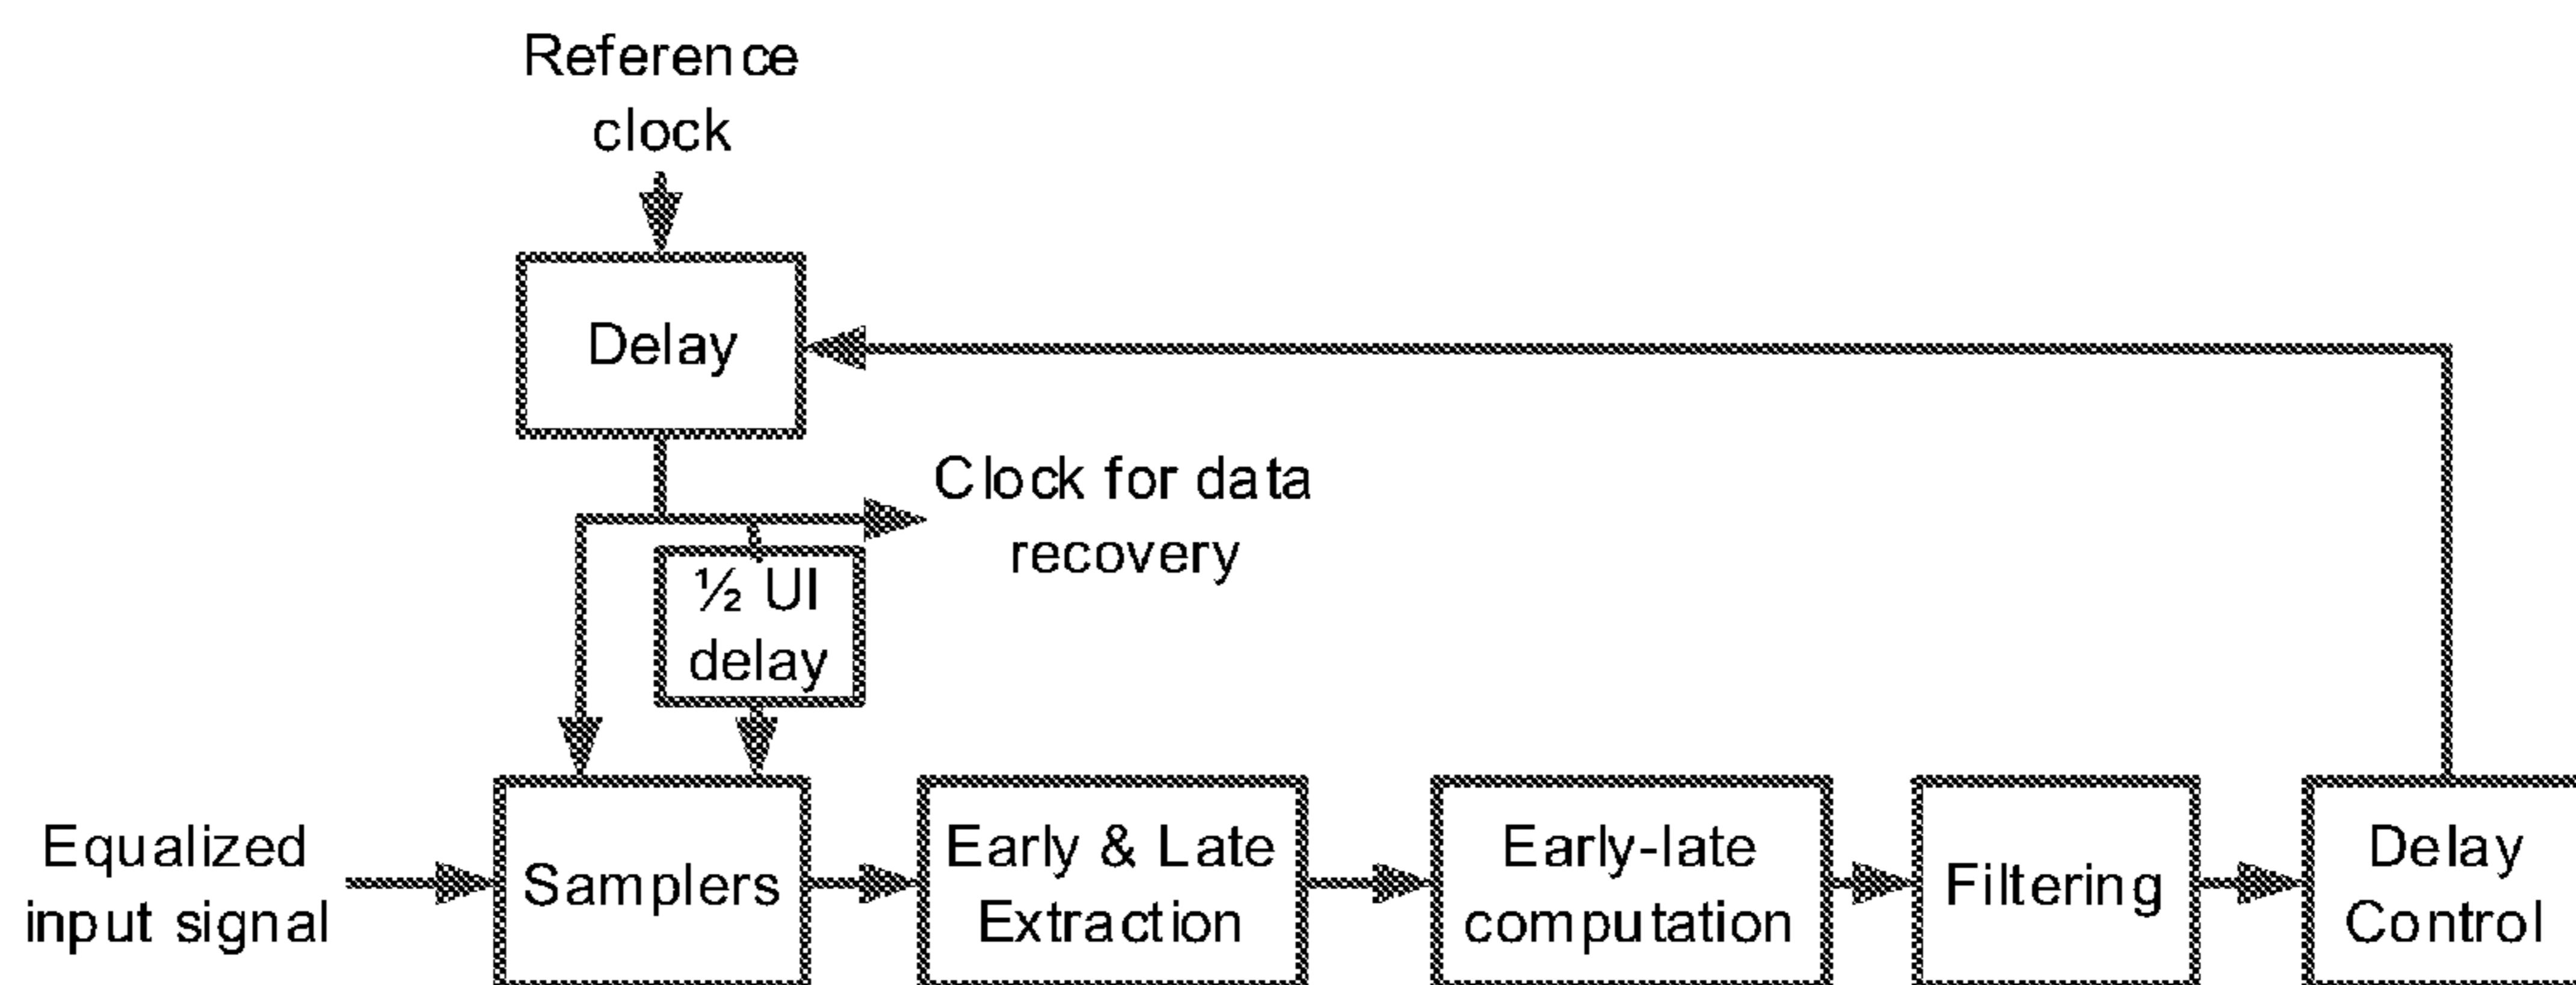 Reference
clock
Delay
Clock for data
recovery
½ UI
delay
Equalized
input signal
Samplers
Early & Late
Extraction
Early-late
computation
Filtering
Delay
Control